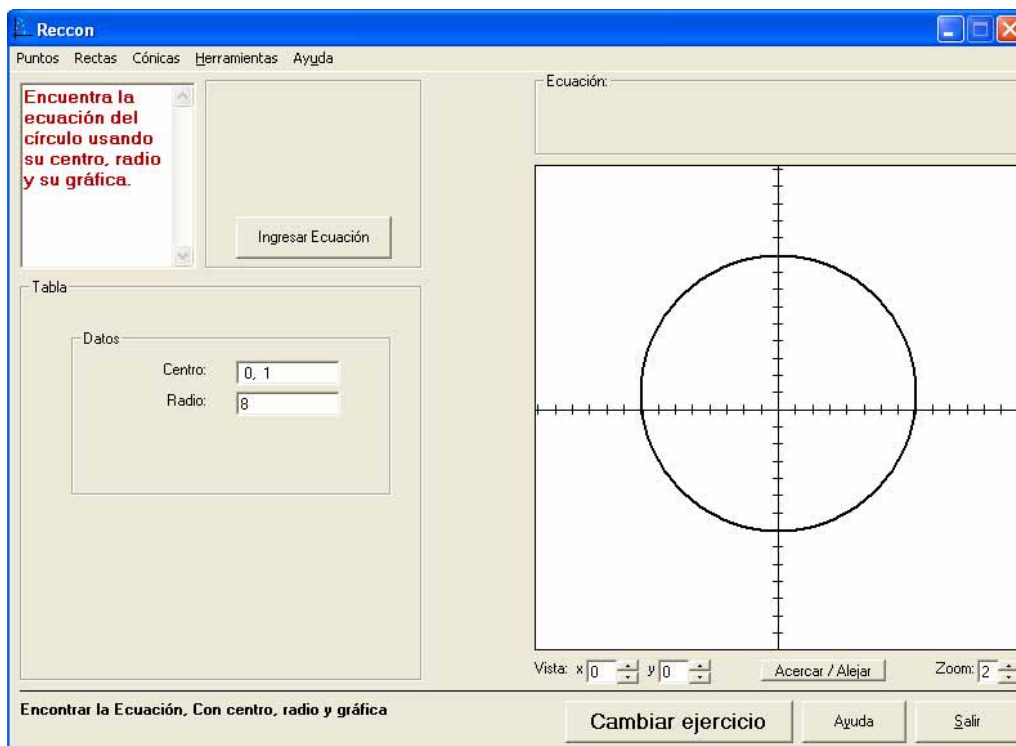 Reccon
Puntos Rectas Cónicas Herramientas Ayuda
Encuentra la
ecuación del
círculo usando
su centro, radio
y su gráfica.
Ingresar Ecuación
Ecuación:
Tabla
Datos
Centro: 0, 1
Radio: 8
Vista: x 0 y 0 Acercar / Alejar Zoom: 2
Encontrar la Ecuación, Con centro, radio y gráfica
Cambiar ejercicio Ayuda Salir